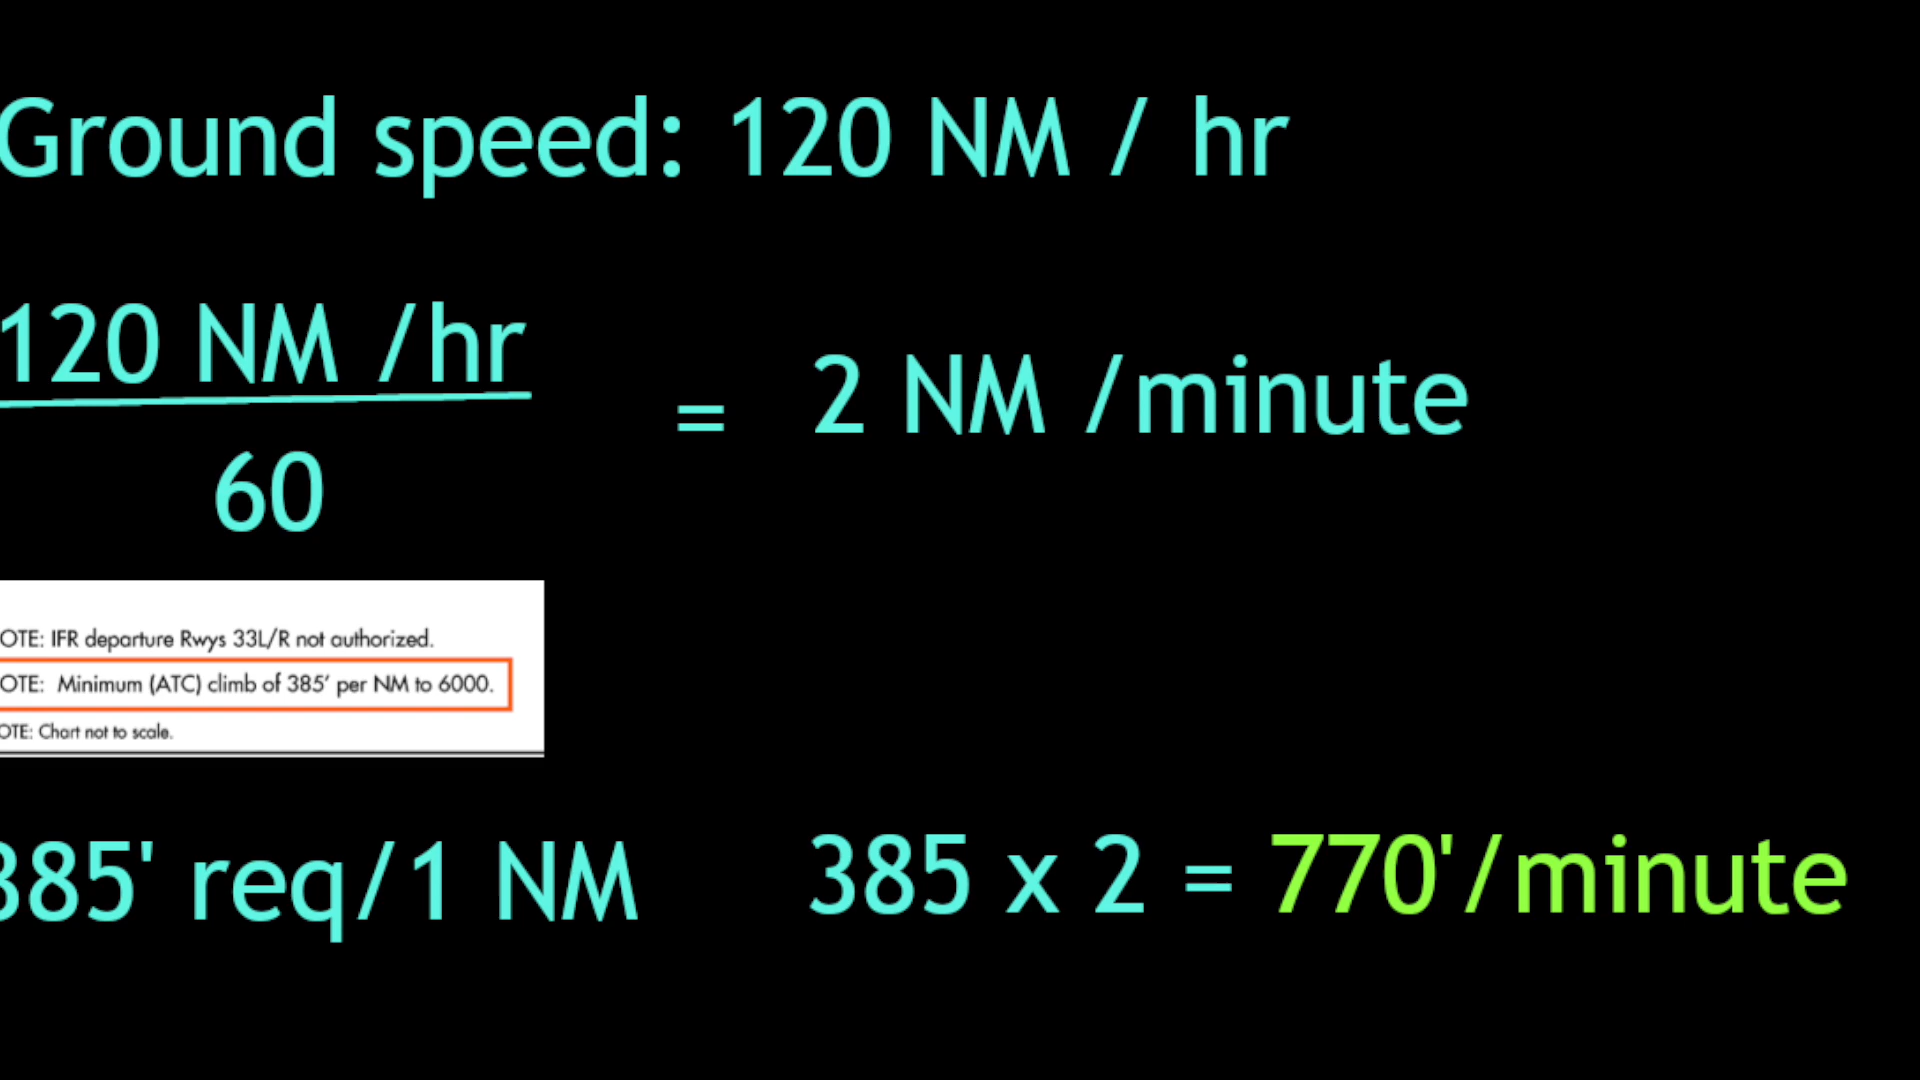 Ground speed: 120 NM / hr
120 NM /hr
60
= 2 NM /minute
OTE: IFR departure Rwys 33L/R not authorized.
OTE: Minimum (ATC) climb of 385' per NM to 6000.
OTE: Chart not to scale.
385' req/1 NM
385 x 2 = 770'/minute